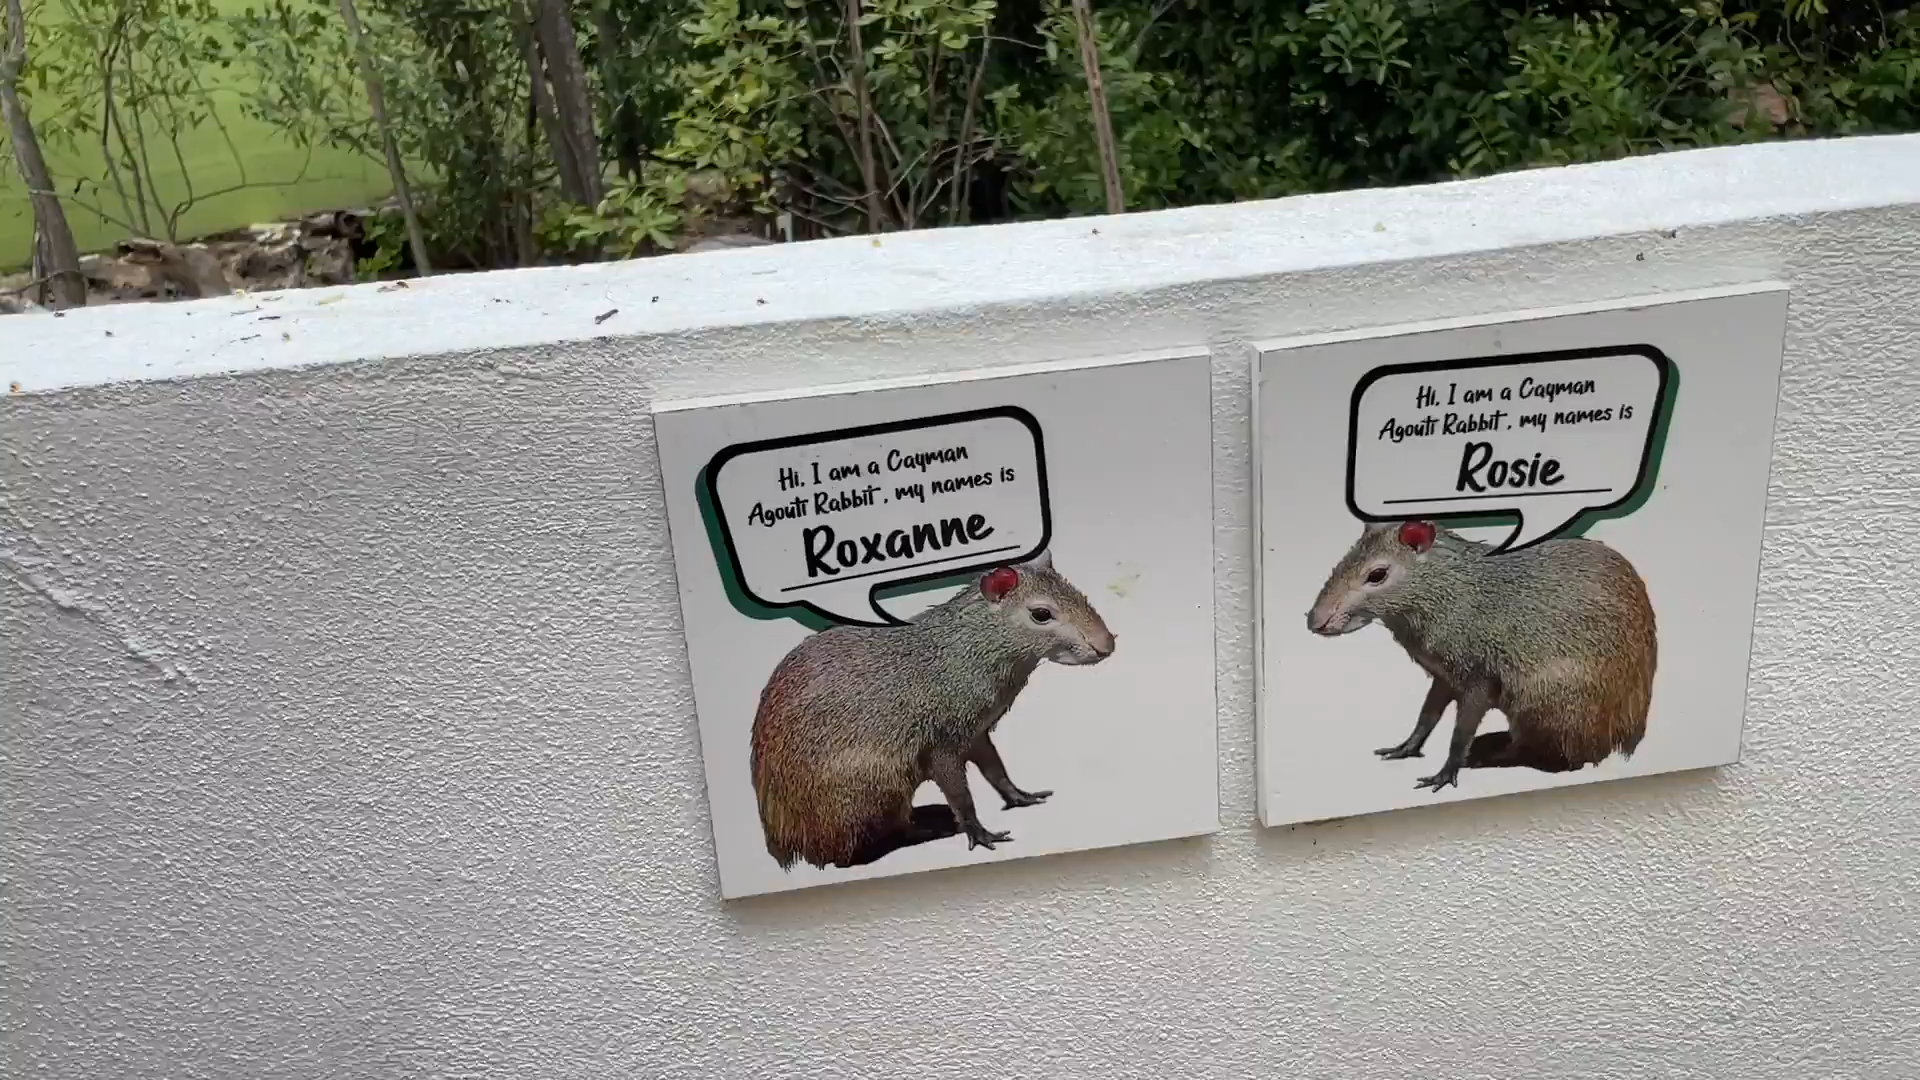 Hi, I am a Cayman
Agouti Rabbit, my names is
Roxanne
Hi, I am a Cayman
Agouti Rabbit, my names is
Rosie